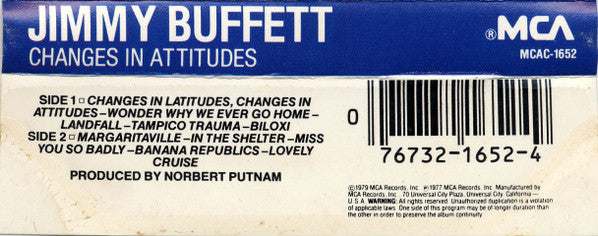 JIMMY BUFFETT
CHANGES IN ATTITUDES
®MCA
MCAC-1652
SIDE 1 □ CHANGES IN LATITUDES, CHANGES IN
ATTITUDES–WONDER WHY WE EVER GO HOME–
LANDFALL–TAMPICO TRAUMA–BILOXI
SIDE 2 □ MARGARITAVILLE–IN THE SHELTER–MISS
YOU SO BADLY–BANANA REPUBLICS–LOVELY
CRUISE
PRODUCED BY NORBERT PUTNAM
0
76732-1652-4
©1979 MCA Records, Inc. ℗1977 MCA Records, Inc. Manufactured by
MCA Records, Inc., 70 Universal City Plaza, Universal City, California—
U.S.A. WARNING: All rights reserved. Unauthorized duplication is a violation
of applicable laws. One side of this program may be of longer duration than
the other in order to preserve the album continuity